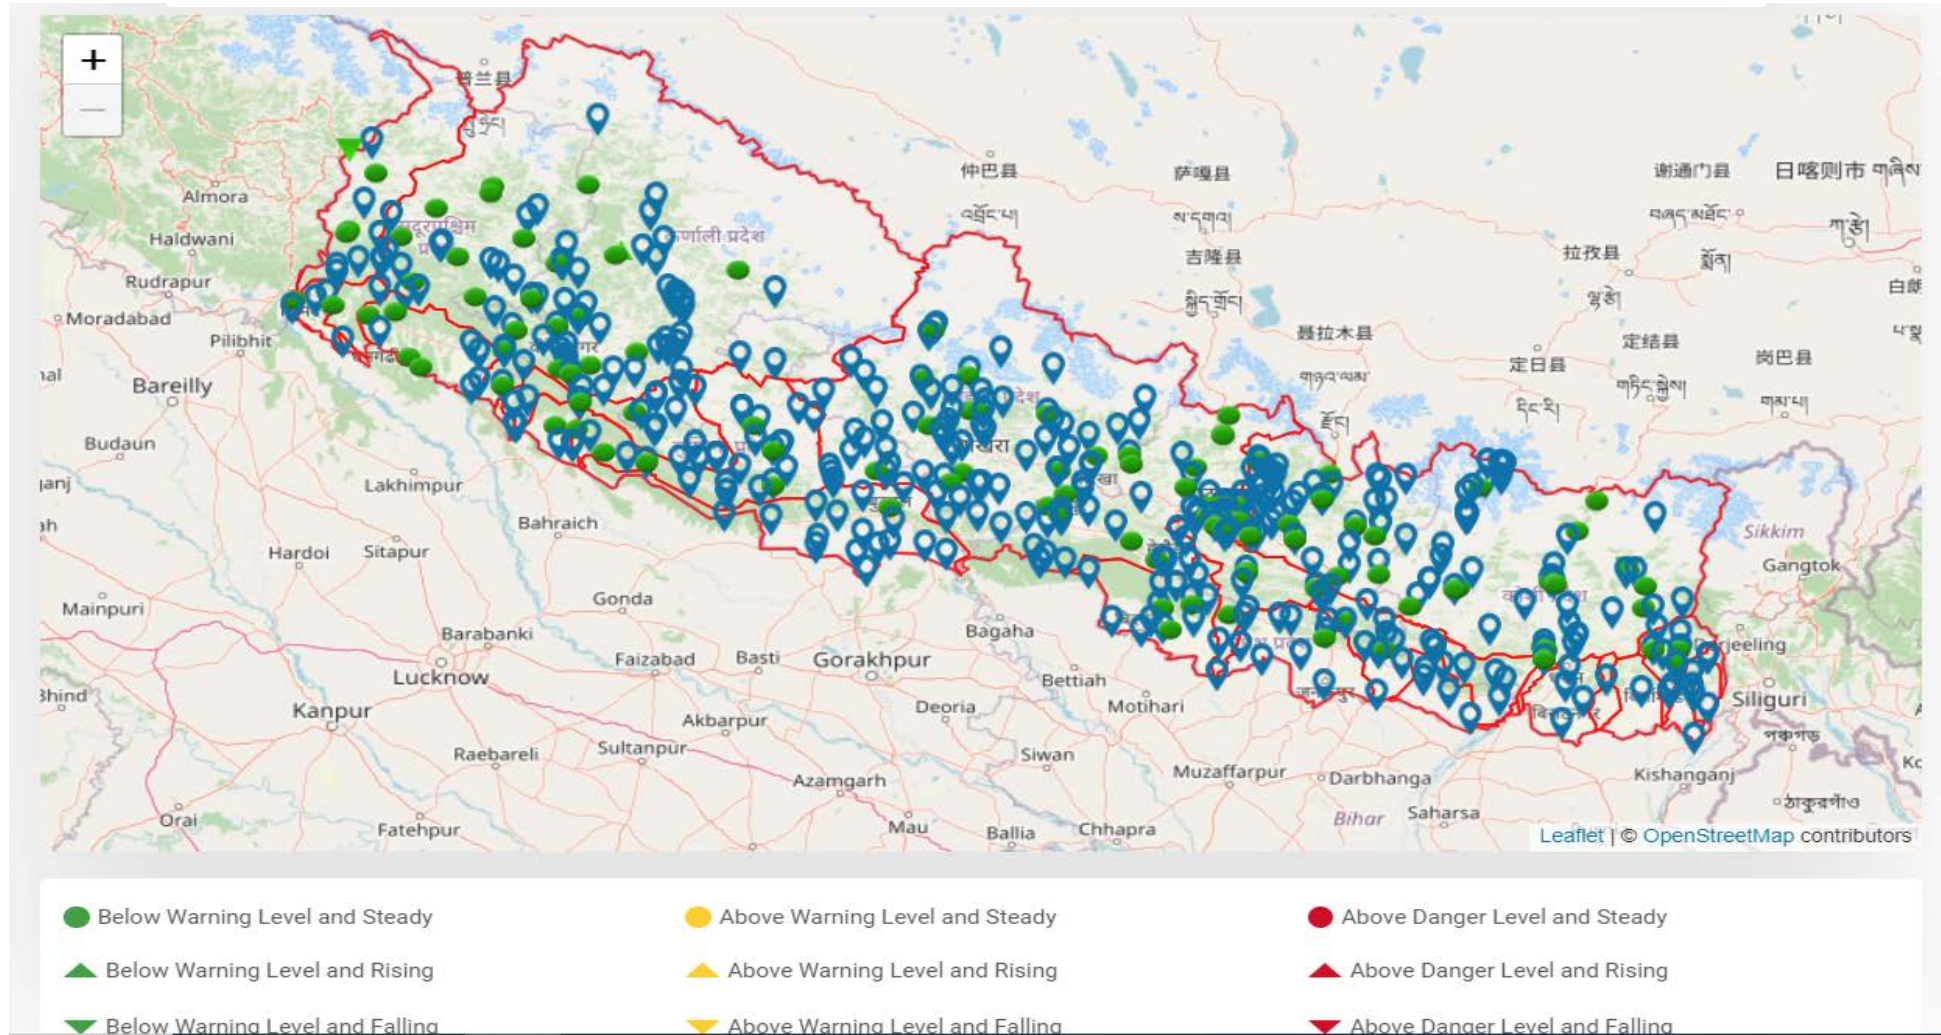 +
−
普兰县
Almora
Haldwani
Rudrapur
Moradabad
Pilibhit
Bareilly
Budaun
Lakhimpur
Bahraich
Hardoi
Sitapur
Gonda
Mainpuri
Barabanki
Faizabad
Basti
Gorakhpur
Lucknow
Kanpur
Akbarpur
Deoria
Raebareli
Sultanpur
Siwan
Azamgarh
Orai
Fatehpur
Mau
Ballia
Chhapra
Bagaha
Bettiah
Motihari
Muzaffarpur
Darbhanga
Bihar
Saharsa
Kishanganj
ঠাকুরগাঁও
পঞ্চগড়
Siliguri
Gangtok
Sikkim
कर्णाली प्रदेश
仲巴县
萨嘎县
谢通门县
日喀则市
吉隆县
拉孜县
聂拉木县
定结县
定日县
岗巴县
Leaflet | © OpenStreetMap contributors
Below Warning Level and Steady
Above Warning Level and Steady
Above Danger Level and Steady
Below Warning Level and Rising
Above Warning Level and Rising
Above Danger Level and Rising
Below Warning Level and Falling
Above Warning Level and Falling
Above Danger Level and Falling